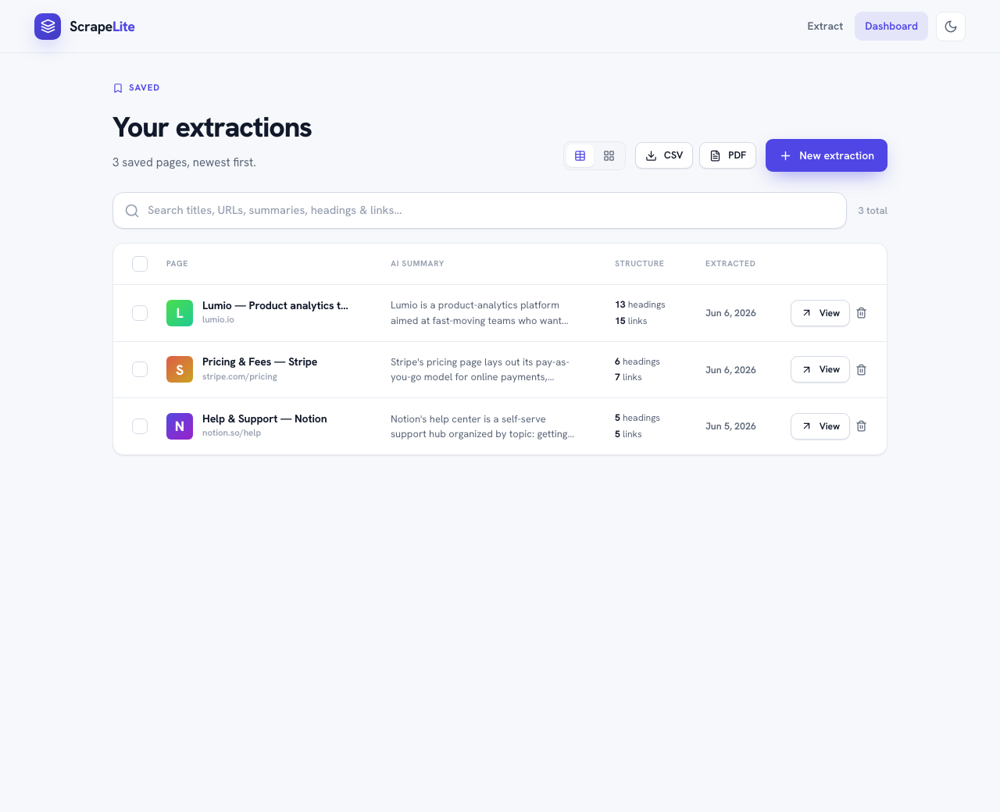 ScrapeLite
Extract
Dashboard
SAVED
Your extractions
3 saved pages, newest first.
CSV
PDF
New extraction
Search titles, URLs, summaries, headings & links...
3 total
PAGE
AI SUMMARY
STRUCTURE
EXTRACTED
L
Lumio — Product analytics t...
lumio.io
Lumio is a product-analytics platform
aimed at fast-moving teams who want...
13 headings
15 links
Jun 6, 2026
View
S
Pricing & Fees — Stripe
stripe.com/pricing
Stripe's pricing page lays out its pay-as-
you-go model for online payments,...
6 headings
7 links
Jun 6, 2026
View
N
Help & Support — Notion
notion.so/help
Notion's help center is a self-serve
support hub organized by topic: getting...
5 headings
5 links
Jun 5, 2026
View